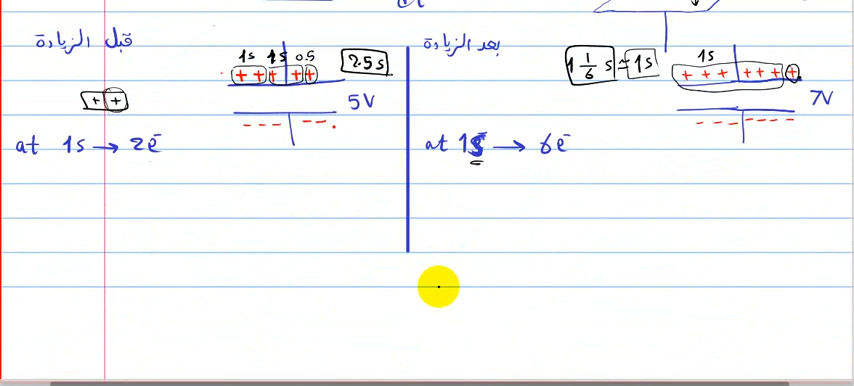 قبل الزيادة
1s 1s 0.5
2.5s
++ ++ +
5V
++
--- --.
at 1s → 2e⁻
بعد الزيادة
1 1/6 s ≃ 1s
1s
+++ +++ +
7V
--- ----
at 1s → 6e⁻